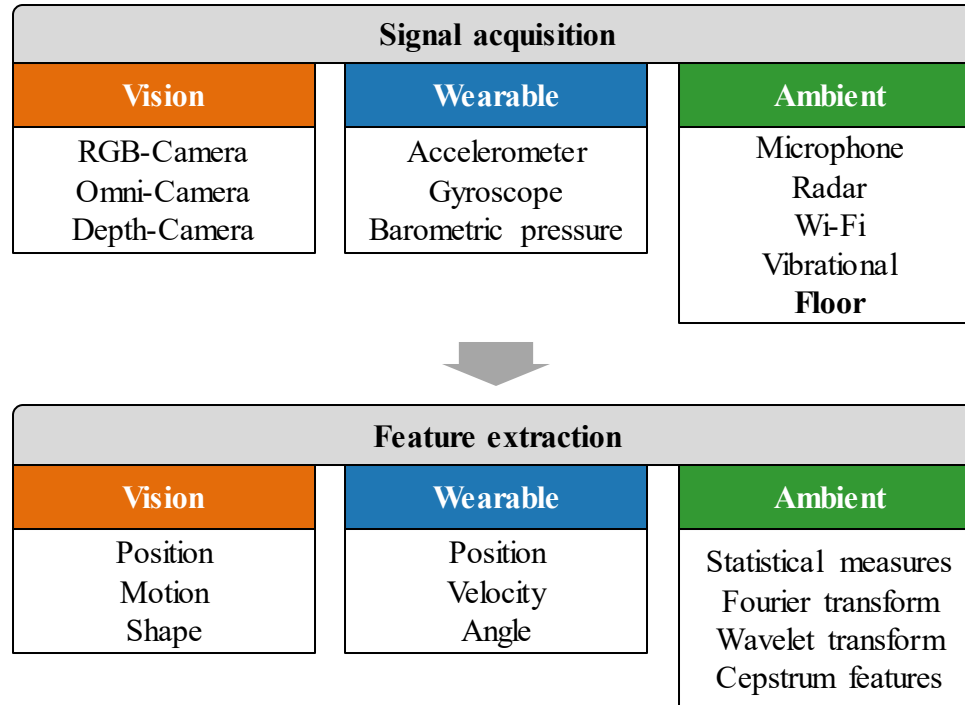 Signal acquisition
Vision
RGB-Camera
Omni-Camera
Depth-Camera
Wearable
Accelerometer
Gyroscope
Barometric pressure
Ambient
Microphone
Radar
Wi-Fi
Vibrational
Floor
Feature extraction
Vision
Position
Motion
Shape
Wearable
Position
Velocity
Angle
Ambient
Statistical measures
Fourier transform
Wavelet transform
Cepstrum features